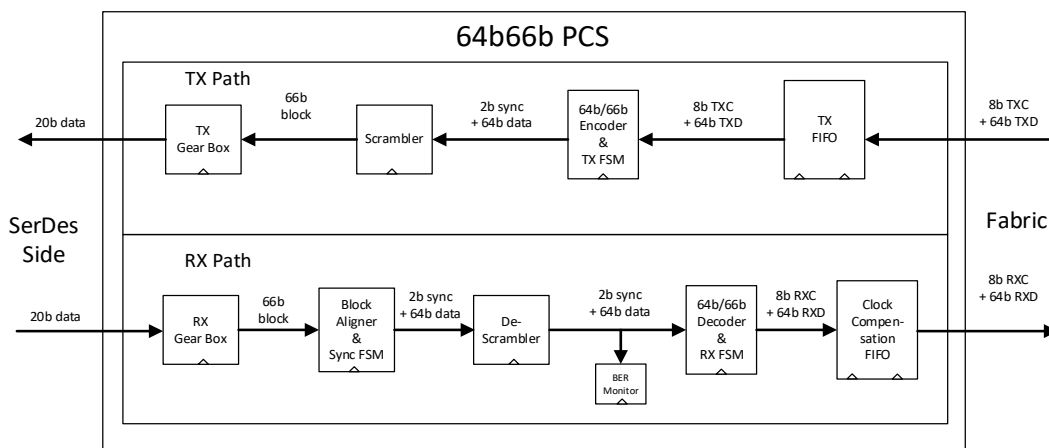 64b66b PCS
TX Path
20b data
TX
Gear Box
66b
block
Scrambler
2b sync
+ 64b data
64b/66b
Encoder
&
TX FSM
8b TXC
+ 64b TXD
TX
FIFO
8b TXC
+ 64b TXD
SerDes
Side
Fabric
RX Path
20b data
RX
Gear Box
66b
block
Block
Aligner
&
Sync FSM
2b sync
+ 64b data
De-
Scrambler
2b sync
+ 64b data
BER
Monitor
64b/66b
Decoder
&
RX FSM
8b RXC
+ 64b RXD
Clock
Compen-
sation
FIFO
8b RXC
+ 64b RXD